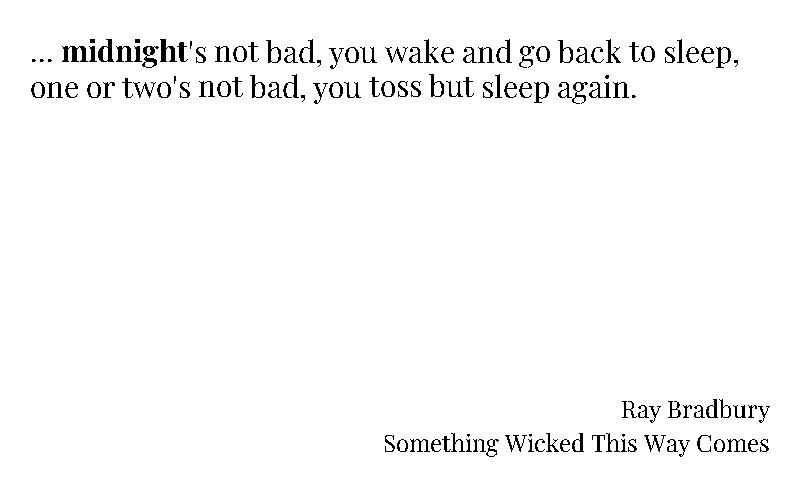 ... midnight's not bad, you wake and go back to sleep,
one or two's not bad, you toss but sleep again.
Ray Bradbury
Something Wicked This Way Comes